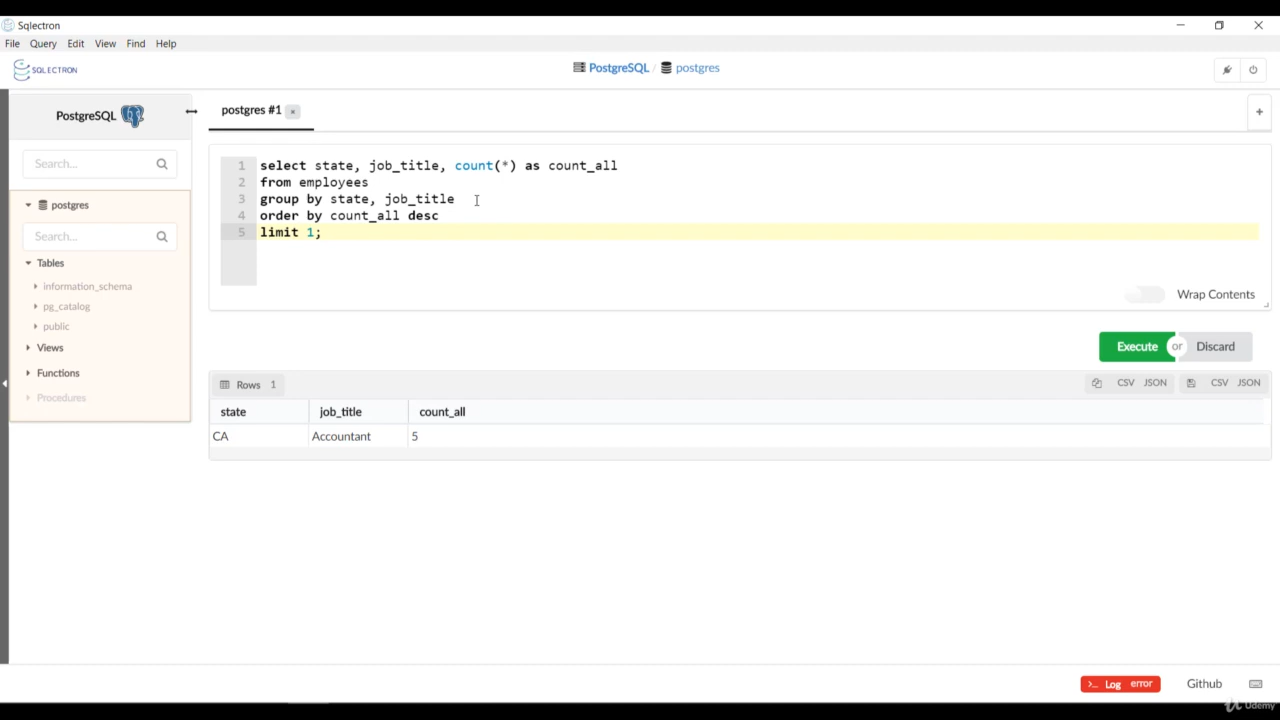 Sqlectron
File Query Edit View Find Help
SQLECTRON
PostgreSQL / postgres
PostgreSQL
postgres #1 ×
+
Search...
postgres
Search...
Tables
information_schema
pg_catalog
public
Views
Functions
Procedures
1 select state, job_title, count(*) as count_all
2 from employees
3 group by state, job_title
4 order by count_all desc
5 limit 1;
Wrap Contents
Execute or Discard
Rows 1 CSV JSON CSV JSON
state job_title count_all
CA Accountant 5
>_ Log error Github
Udemy